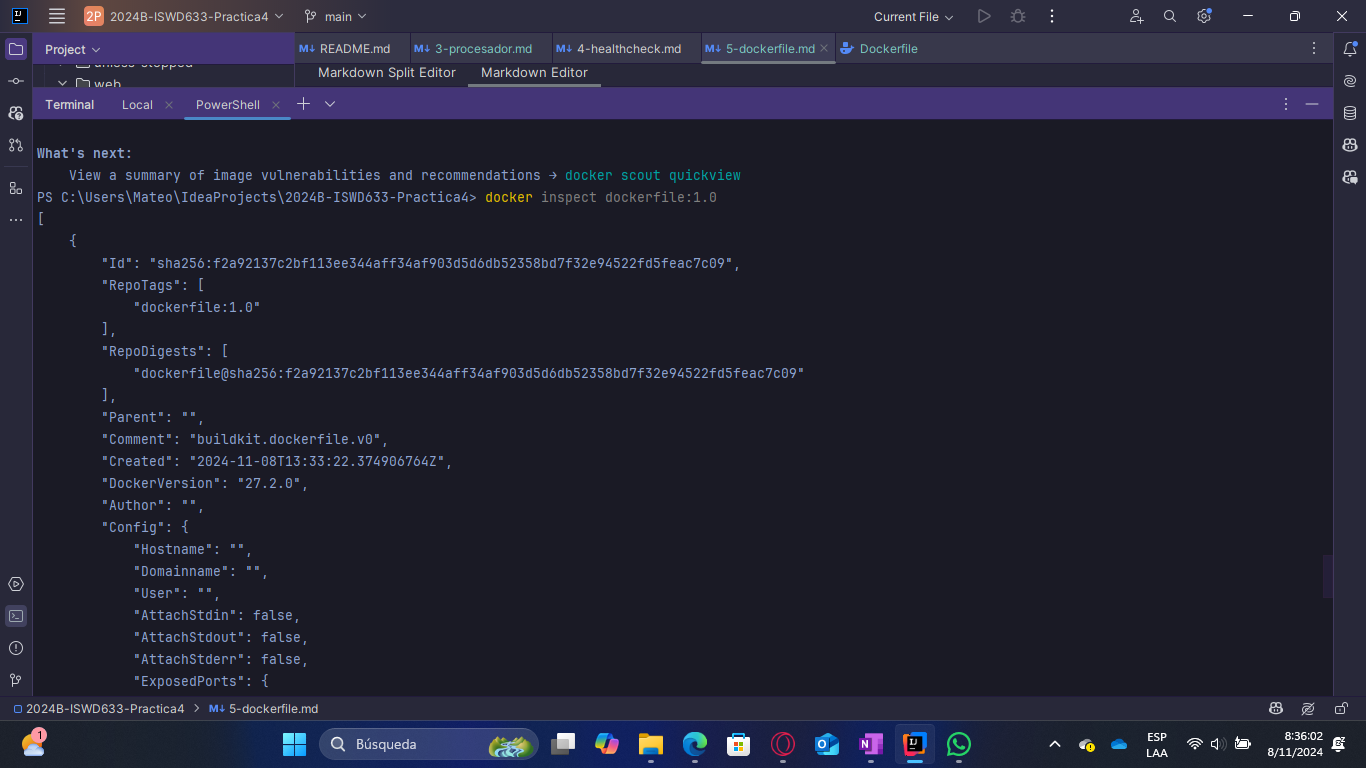 2P 2024B-ISWD633-Practica4 main Current File
Project README.md 3-procesador.md 4-healthcheck.md 5-dockerfile.md Dockerfile
web Markdown Split Editor Markdown Editor
Terminal Local PowerShell
What's next:
View a summary of image vulnerabilities and recommendations → docker scout quickview
PS C:\Users\Mateo\IdeaProjects\2024B-ISWD633-Practica4> docker inspect dockerfile:1.0
[
{
"Id": "sha256:f2a92137c2bf113ee344aff34af903d5d6db52358bd7f32e94522fd5feac7c09",
"RepoTags": [
"dockerfile:1.0"
],
"RepoDigests": [
"dockerfile@sha256:f2a92137c2bf113ee344aff34af903d5d6db52358bd7f32e94522fd5feac7c09"
],
"Parent": "",
"Comment": "buildkit.dockerfile.v0",
"Created": "2024-11-08T13:33:22.374906764Z",
"DockerVersion": "27.2.0",
"Author": "",
"Config": {
"Hostname": "",
"Domainname": "",
"User": "",
"AttachStdin": false,
"AttachStdout": false,
"AttachStderr": false,
"ExposedPorts": {
2024B-ISWD633-Practica4 > 5-dockerfile.md
1 Búsqueda ESP 8:36:02
LAA 8/11/2024